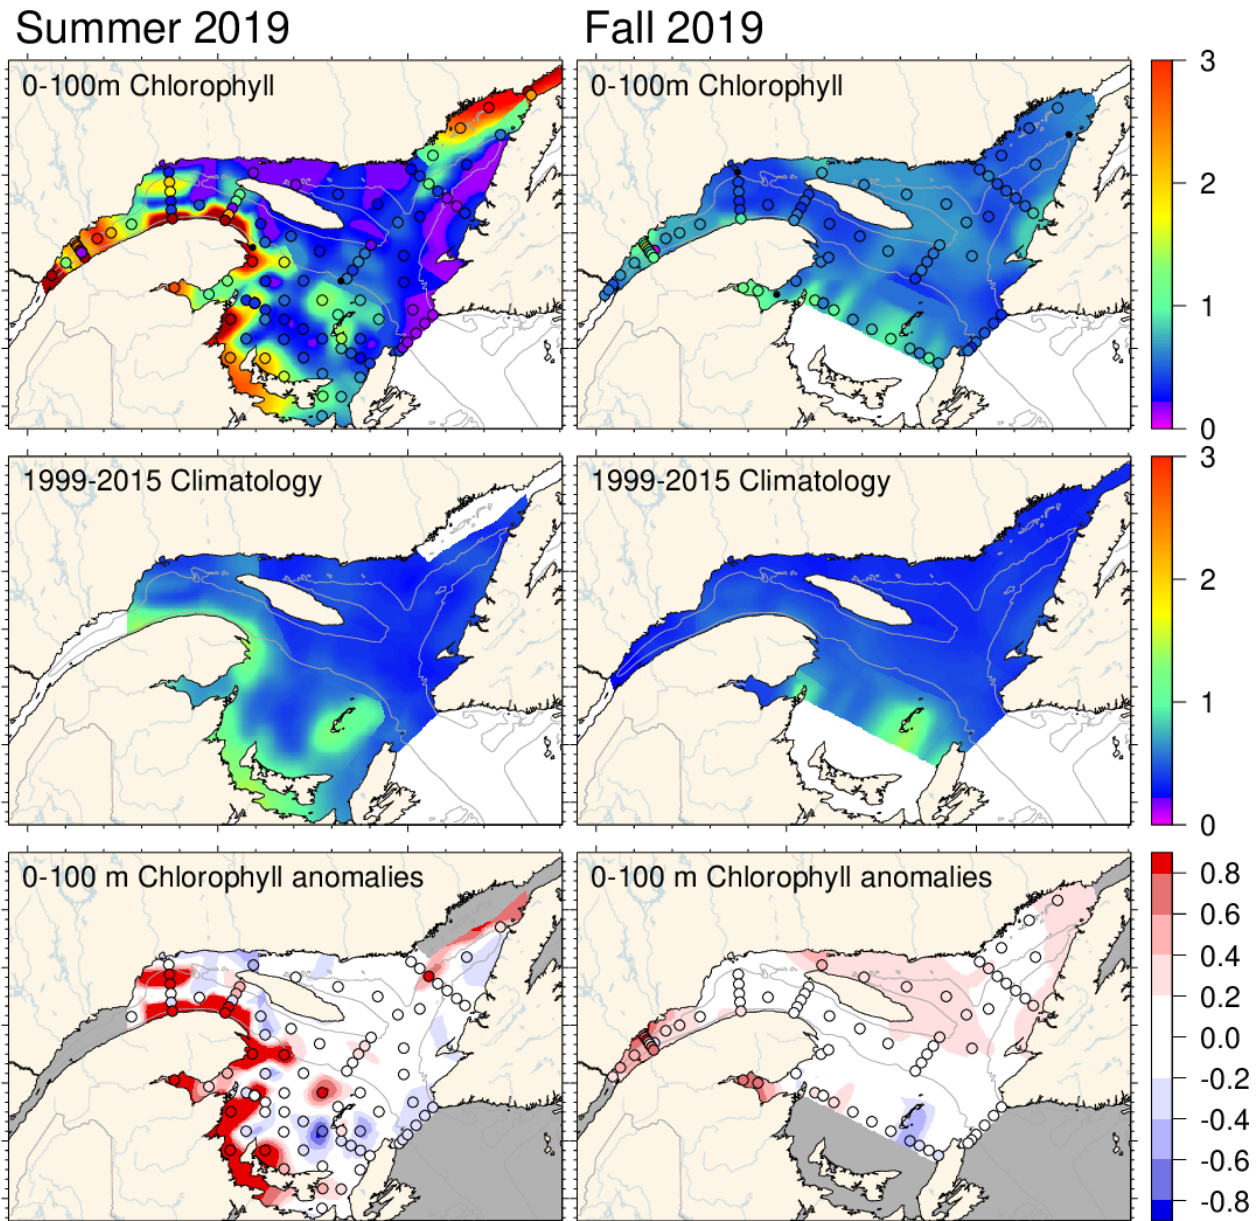 Summer 2019
Fall 2019
0-100m Chlorophyll
0-100m Chlorophyll
3
2
1
0
1999-2015 Climatology
1999-2015 Climatology
3
2
1
0
0-100 m Chlorophyll anomalies
0-100 m Chlorophyll anomalies
0.8
0.6
0.4
0.2
0.0
-0.2
-0.4
-0.6
-0.8